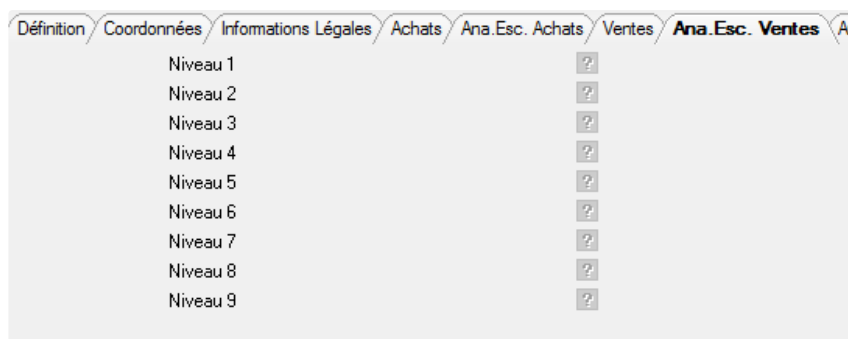 Définition Coordonnées Informations Légales Achats Ana.Esc. Achats Ventes Ana.Esc. Ventes A
Niveau 1 ?
Niveau 2 ?
Niveau 3 ?
Niveau 4 ?
Niveau 5 ?
Niveau 6 ?
Niveau 7 ?
Niveau 8 ?
Niveau 9 ?